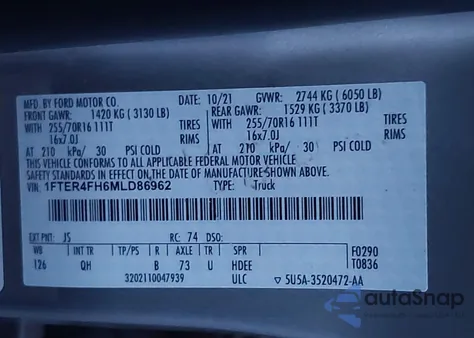 MFD. BY FORD MOTOR CO.
DATE: 10/21 GVWR: 2744 KG ( 6050 LB)
FRONT GAWR: 1420 KG ( 3130 LB) REAR GAWR: 1529 KG ( 3370 LB)
WITH 255/70R16 111T TIRES WITH 255/70R16 111T TIRES
16x7.0J RIMS 16x7.0J RIMS
AT 210 kPa/ 30 PSI COLD AT 210 kPa/ 30 PSI COLD
THIS VEHICLE CONFORMS TO ALL APPLICABLE FEDERAL MOTOR VEHICLE
SAFETY STANDARDS IN EFFECT ON THE DATE OF MANUFACTURE SHOWN ABOVE.
VIN: 1FTER4FH6MLD86962 TYPE: Truck
EXT PNT: JS RC: 74 DSO: F0290
WB INT TR TP/PS R AXLE TR SPR T0B36
126 QH B 73 U HDEE
3202110047939 ULC ▽ 5U5A-3520472-AA
autoSnap